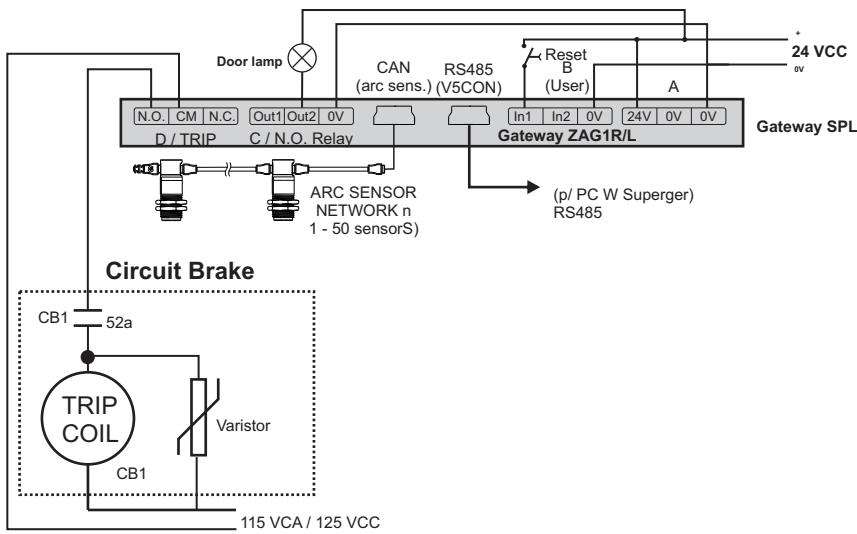 +
24 VCC
0V
Door lamp
CAN
(arc sens.)
RS485
(V5CON)
Reset
B
(User)
A
N.O. CM N.C. Out1 Out2 0V In1 In2 0V 24V 0V 0V
D / TRIP C / N.O. Relay Gateway ZAG1R/L
Gateway SPL
ARC SENSOR
NETWORK n
1 - 50 sensorS)
(p/ PC W Superger)
RS485
Circuit Brake
CB1 52a
TRIP
COIL
Varistor
CB1
115 VCA / 125 VCC